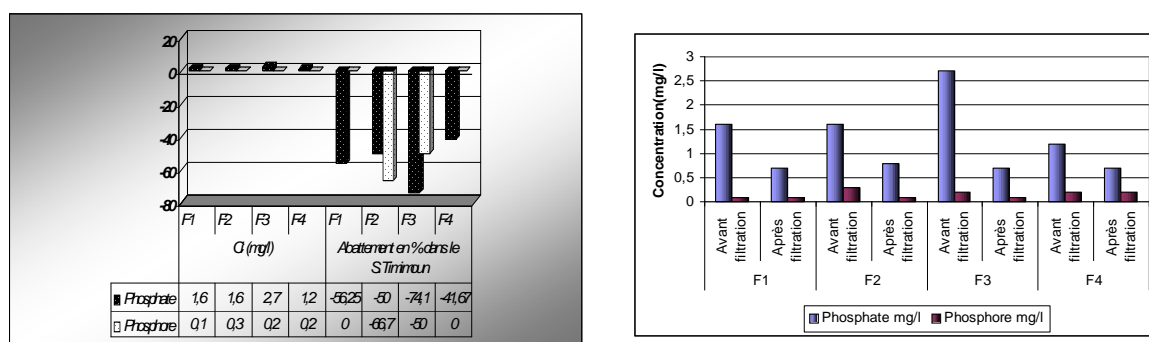 20
0
-20
-40
-60
-80
F1 F2 F3 F4 F1 F2 F3 F4
Ci (mg/l) Abattement en % dans le
S.Timimoun
Phosphate 1,6 1,6 2,7 1,2 -56,25 -50 -74,1 -41,67
Phosphore 0,1 0,3 0,2 0,2 0 -66,7 -50 0
Concentration(mg/l)
3
2,5
2
1,5
1
0,5
0
Avant filtration
Après filtration
Avant filtration
Après filtration
Avant filtration
Après filtration
Avant filtration
Après filtration
F1 F2 F3 F4
Phosphate mg/l Phosphore mg/l